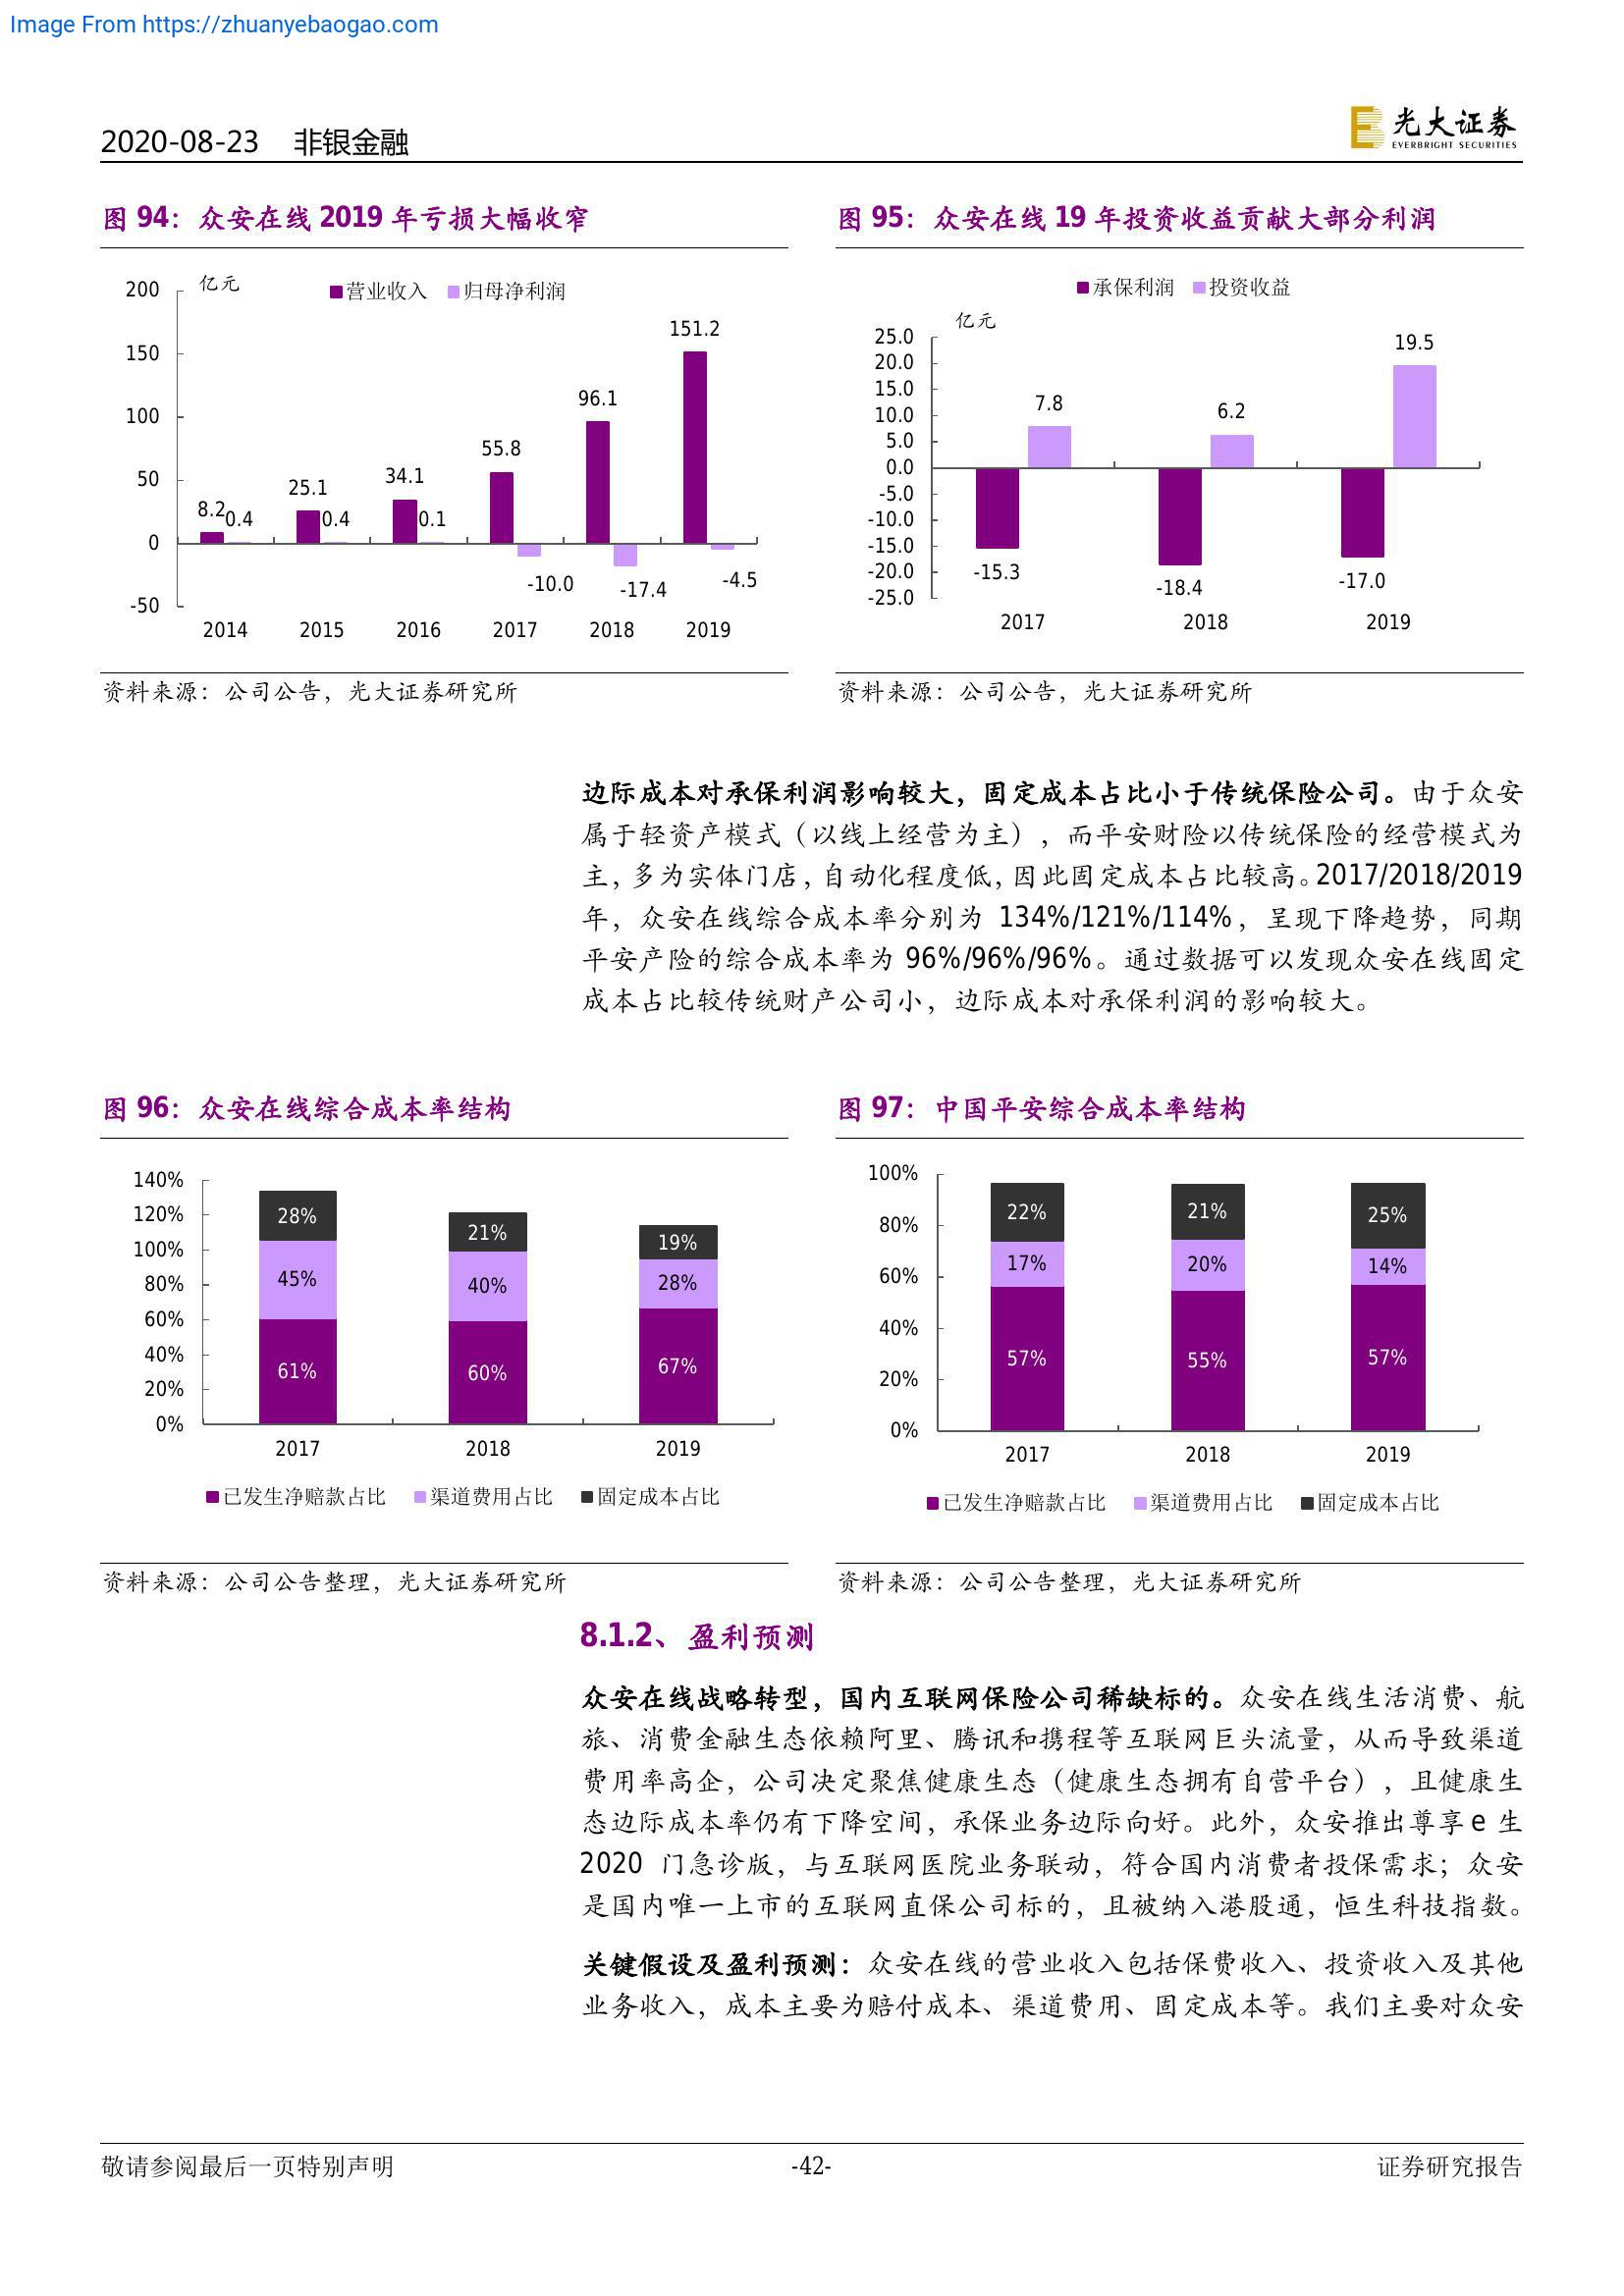 Image From https://zhuanyebaogao.com
2020-08-23 非银金融
光大证券
EVERBRIGHT SECURITIES
图 94：众安在线 2019 年亏损大幅收窄
亿元
营业收入 归母净利润
200
150
100
50
0
-50
8.2 0.4 25.1 0.4 34.1 0.1 55.8 -10.0 96.1 -17.4 151.2 -4.5
2014 2015 2016 2017 2018 2019
资料来源：公司公告，光大证券研究所
图 95：众安在线 19 年投资收益贡献大部分利润
承保利润 投资收益
亿元
25.0
20.0
15.0
10.0
5.0
0.0
-5.0
-10.0
-15.0
-20.0
-25.0
7.8 6.2 19.5
-15.3 -18.4 -17.0
2017 2018 2019
资料来源：公司公告，光大证券研究所
边际成本对承保利润影响较大，固定成本占比小于传统保险公司。由于众安
属于轻资产模式（以线上经营为主），而平安财险以传统保险的经营模式为
主，多为实体门店，自动化程度低，因此固定成本占比较高。2017/2018/2019
年，众安在线综合成本率分别为 134%/121%/114%，呈现下降趋势，同期
平安产险的综合成本率为 96%/96%/96%。通过数据可以发现众安在线固定
成本占比较传统财产公司小，边际成本对承保利润的影响较大。
图 96：众安在线综合成本率结构
140%
120%
100%
80%
60%
40%
20%
0%
28% 21% 19%
45% 40% 28%
61% 60% 67%
2017 2018 2019
已发生净赔款占比 渠道费用占比 固定成本占比
资料来源：公司公告整理，光大证券研究所
图 97：中国平安综合成本率结构
100%
80%
60%
40%
20%
0%
22% 21% 25%
17% 20% 14%
57% 55% 57%
2017 2018 2019
已发生净赔款占比 渠道费用占比 固定成本占比
资料来源：公司公告整理，光大证券研究所
8.1.2、盈利预测
众安在线战略转型，国内互联网保险公司稀缺标的。众安在线生活消费、航
旅、消费金融生态依赖阿里、腾讯和携程等互联网巨头流量，从而导致渠道
费用率高企，公司决定聚焦健康生态（健康生态拥有自营平台），且健康生
态边际成本率仍有下降空间，承保业务边际向好。此外，众安推出尊享 e 生
2020 门急诊版，与互联网医院业务联动，符合国内消费者投保需求；众安
是国内唯一上市的互联网直保公司标的，且被纳入港股通，恒生科技指数。
关键假设及盈利预测：众安在线的营业收入包括保费收入、投资收入及其他
业务收入，成本主要为赔付成本、渠道费用、固定成本等。我们主要对众安
敬请参阅最后一页特别声明 -42- 证券研究报告